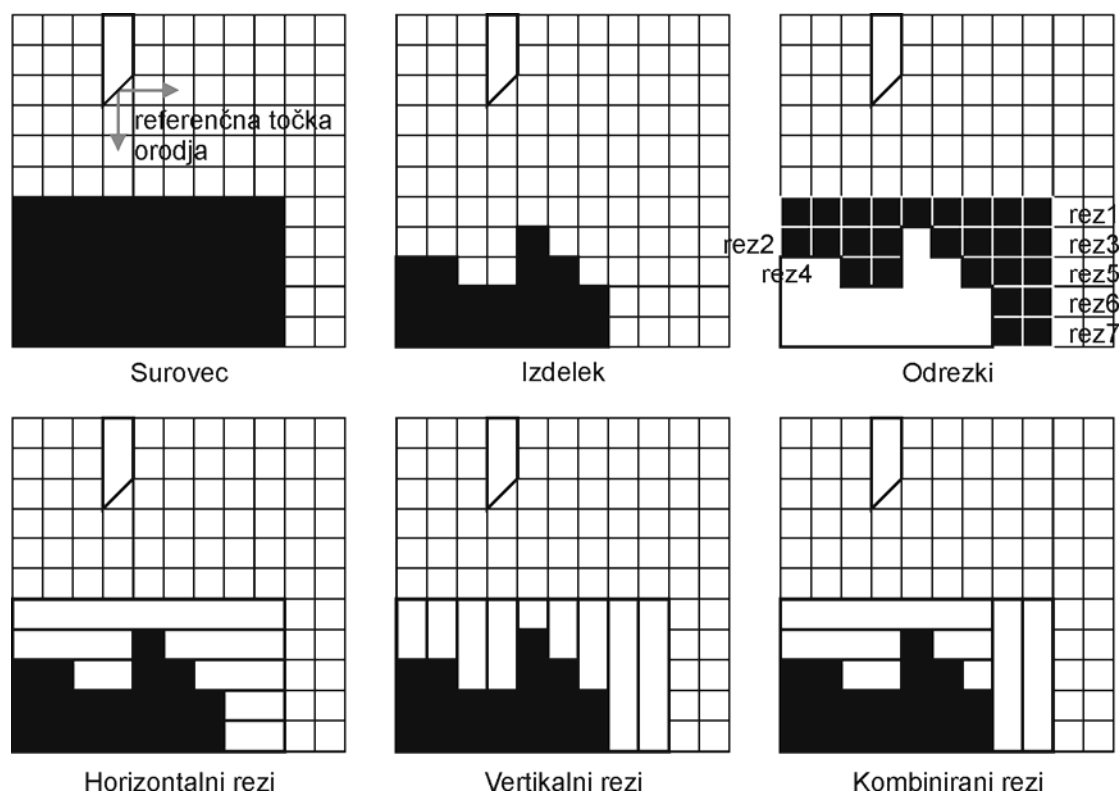 referenčna točka
orodja
rez1
rez2
rez3
rez4
rez5
rez6
rez7
Surovec
Izdelek
Odrezki
Horizontalni rezi
Vertikalni rezi
Kombinirani rezi